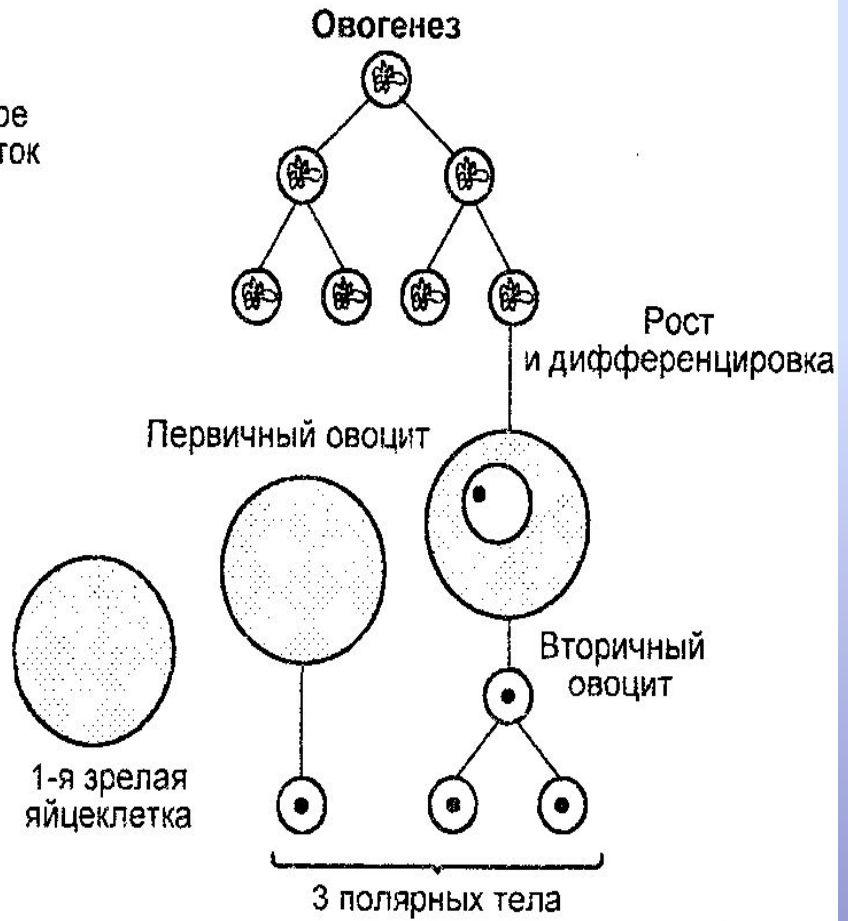 Овогенез
Рост
и дифференцировка
Первичный овоцит
Вторичный
овоцит
1-я зрелая
яйцеклетка
3 полярных тела